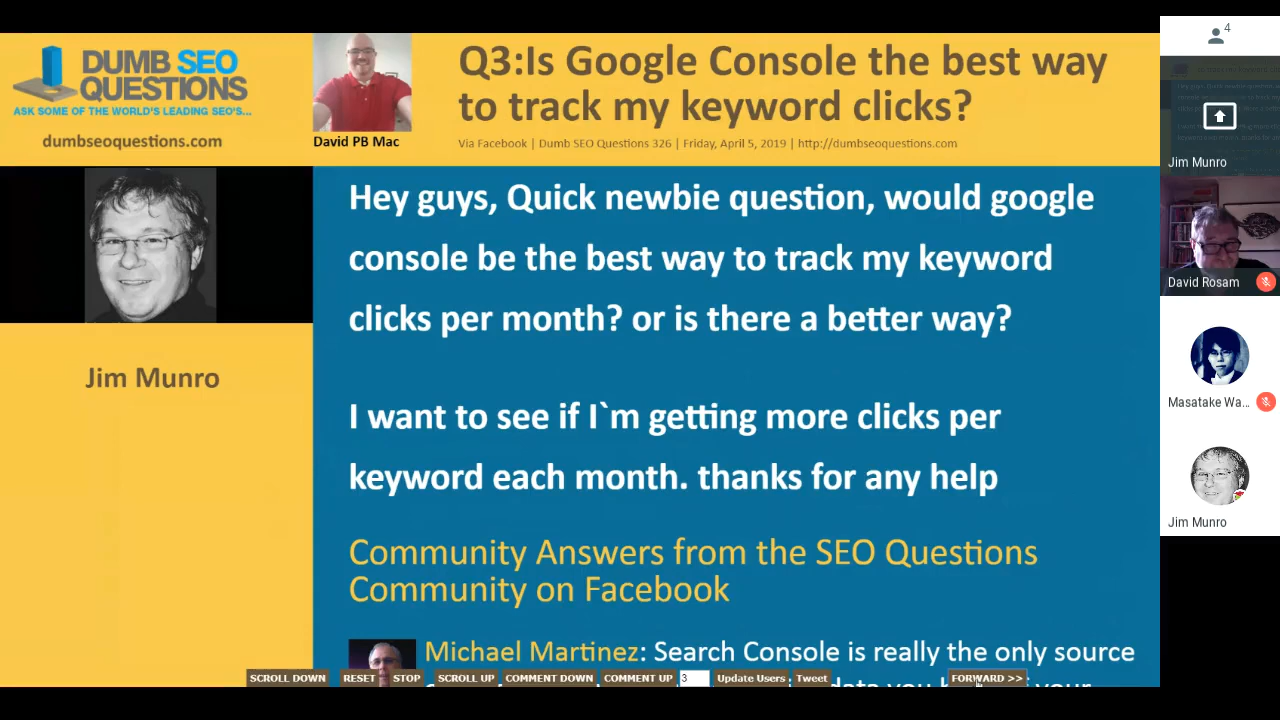 DUMB SEO
QUESTIONS
ASK SOME OF THE WORLD'S LEADING SEO'S...
dumbseoquestions.com
David PB Mac
Q3:Is Google Console the best way
to track my keyword clicks?
Via Facebook | Dumb SEO Questions 326 | Friday, April 5, 2019 | http://dumbseoquestions.com
Jim Munro
Hey guys, Quick newbie question, would google
console be the best way to track my keyword
clicks per month? or is there a better way?
I want to see if I`m getting more clicks per
keyword each month. thanks for any help
Community Answers from the SEO Questions
Community on Facebook
Michael Martinez: Search Console is really the only source
SCROLL DOWN RESET STOP SCROLL UP COMMENT DOWN COMMENT UP 3 Update Users Tweet FORWARD >>
4
Jim Munro
David Rosam
Masatake Wa...
Jim Munro